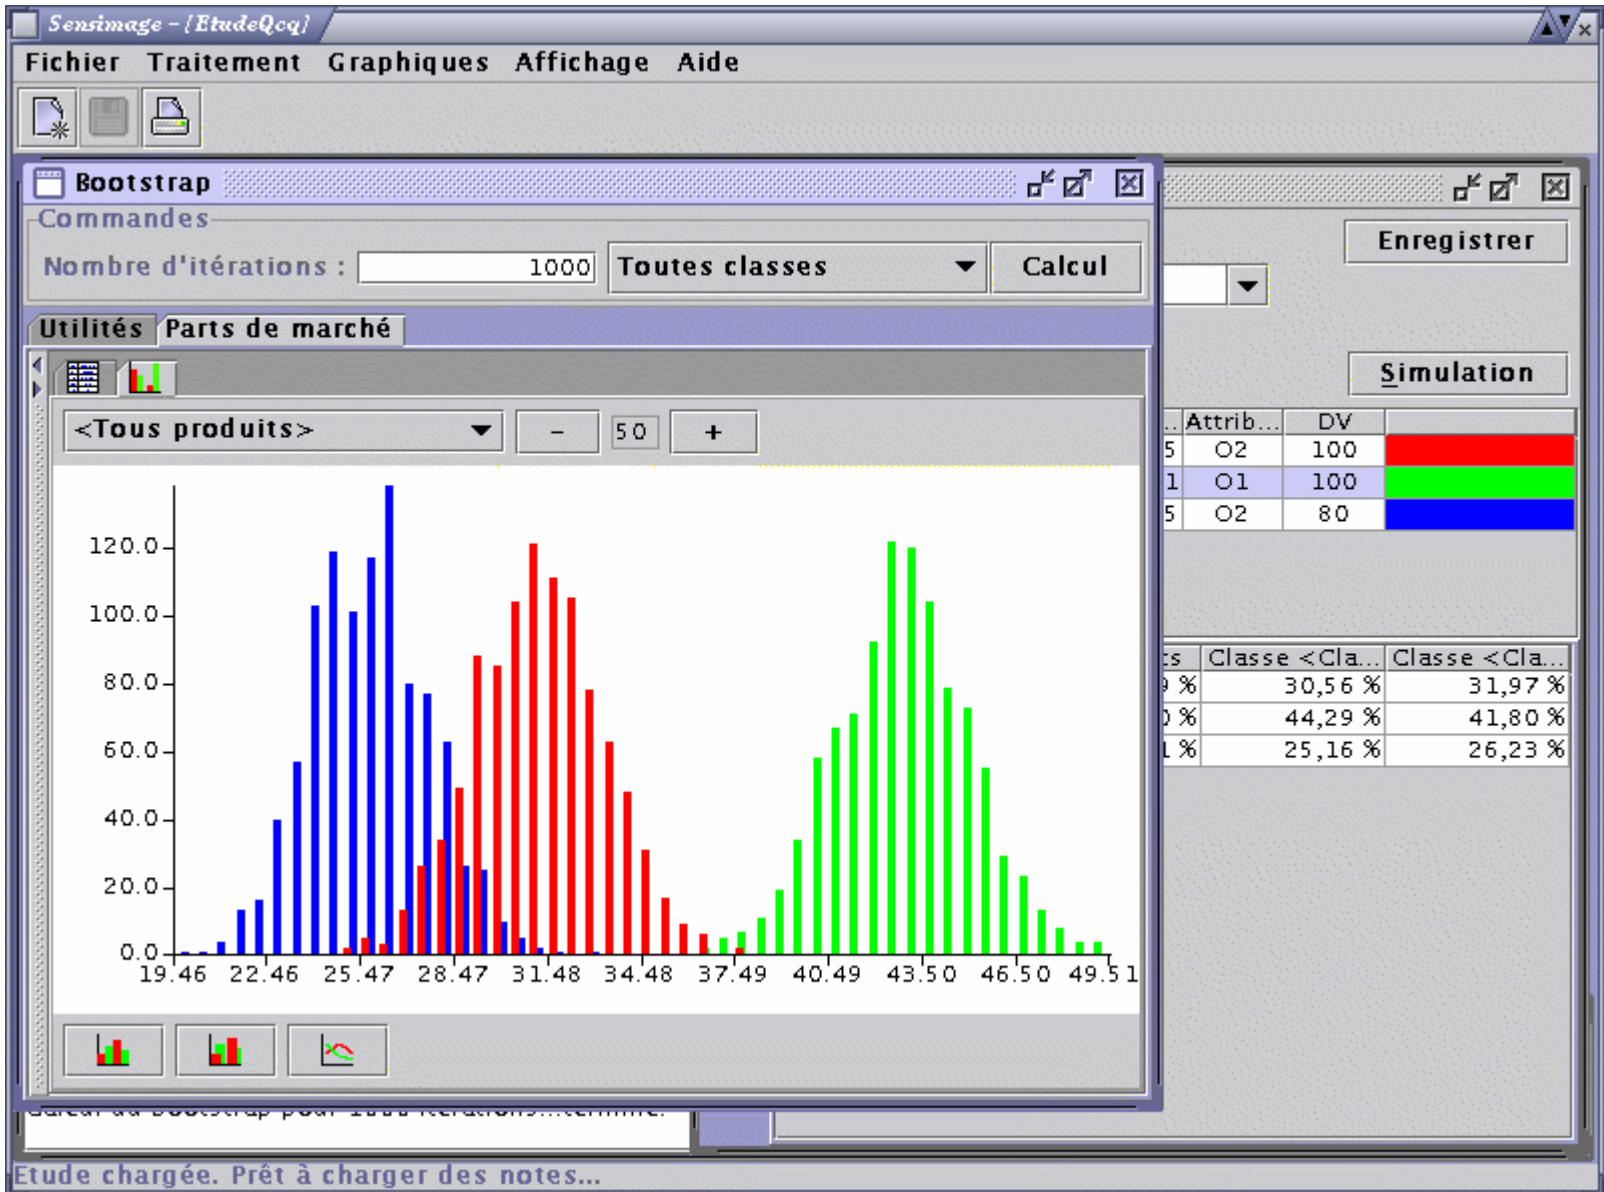 Sensimage - [EtudeQcq]
Fichier Traitement Graphiques Affichage Aide
Bootstrap
Commandes
Nombre d'itérations : 1000 Toutes classes Calcul
Utilités Parts de marché
<Tous produits> - 50 +
120.0
100.0
80.0
60.0
40.0
20.0
0.0
19.46 22.46 25.47 28.47 31.48 34.48 37.49 40.49 43.50 46.50 49.51
Enregistrer
Simulation
.. Attrib... DV
5 O2 100
1 O1 100
5 O2 80
ts Classe <Cla... Classe <Cla...
% 30,56 % 31,97 %
% 44,29 % 41,80 %
% 25,16 % 26,23 %
Etude chargée. Prêt à charger des notes...